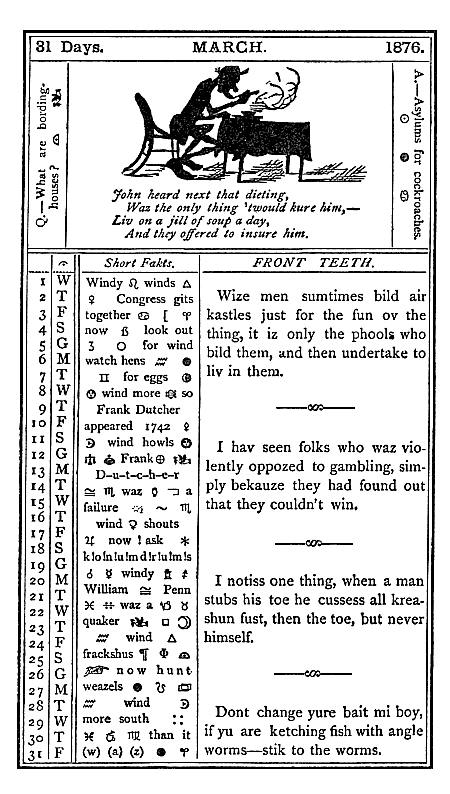 31 Days. MARCH. 1876.
Q.—What are bording-
houses?
A.—Asylums for cockroaches.
John heard next that dieting,
Waz the only thing 'twould kure him,—
Liv on a jill of soup a day,
And they offered to insure him.
Short Fakts.
1 W Windy ♌ winds △
2 T ♀ Congress gits
3 F together ♋ [ ♈
4 S now ß look out
5 G 3 ○ for wind
6 M watch hens ♒
7 T ♊ for eggs
8 W wind more so
9 T Frank Dutcher
10 F appeared 1742 ♀
11 S wind howls
12 G Frank ⊕
13 M D-u-t-c-h-e-r
14 T ≅ ♏ waz a
15 W failure ~ ♏
16 T wind shouts
17 F ♃ now ! ask *
18 S k!o!n!u!m!d!r!u!m!s
19 G ☿ windy
20 M William ≅ Penn
21 T ♓ waz a ♉
22 W quaker □
23 T ♒ wind △
24 F frackshus ¶ Φ
25 S now hunt
26 G weazels ●
27 M ♒ wind
28 T more south ::
29 W ♓ ♏ than it
30 T (w) (a) (z) ● ♈
31 F
FRONT TEETH.
Wize men sumtimes bild air
kastles just for the fun ov the
thing, it iz only the phools who
bild them, and then undertake to
liv in them.
I hav seen folks who waz vio-
lently oppozed to gambling, sim-
ply bekauze they had found out
that they couldn't win.
I notiss one thing, when a man
stubs his toe he cussess all krea-
shun fust, then the toe, but never
himself.
Dont change yure bait mi boy,
if yu are ketching fish with angle
worms—stik to the worms.